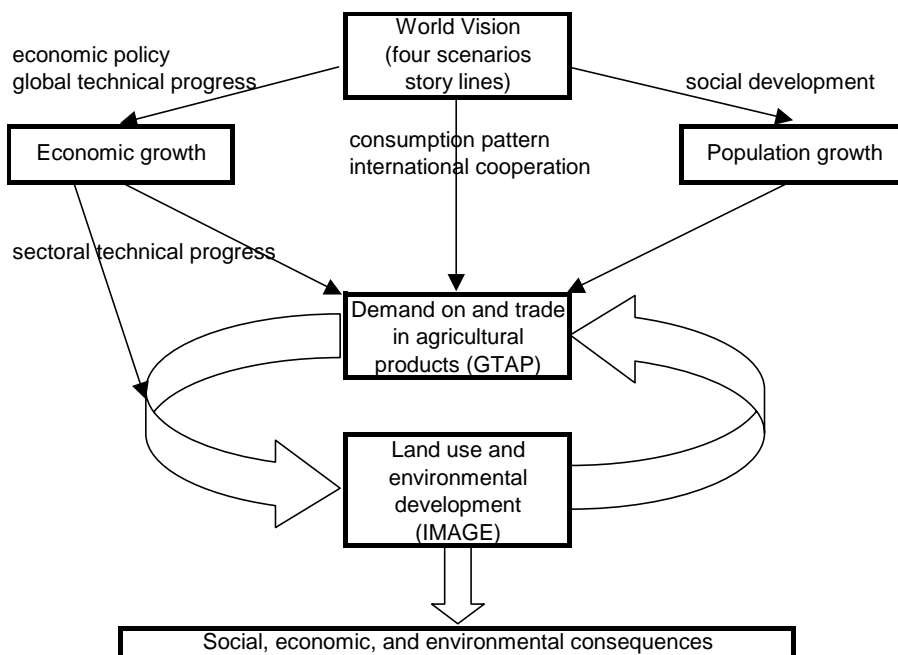 World Vision
(four scenarios
story lines)
economic policy
global technical progress
social development
Economic growth
consumption pattern
international cooperation
Population growth
sectoral technical progress
Demand on and trade
in agricultural
products (GTAP)
Land use and
environmental
development
(IMAGE)
Social, economic, and environmental consequences